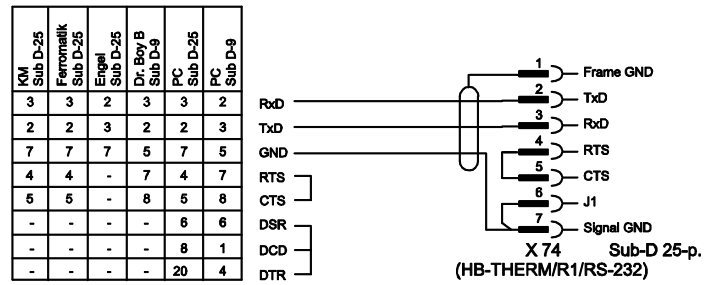 KM Sub D-25
Ferromatik Sub D-25
Engel Sub D-25
Dr. Boy B Sub D-9
PC Sub D-25
PC Sub D-9
3 3 2 3 3 2 RxD
2 2 3 2 2 3 TxD
7 7 7 5 7 5 GND
4 4 - 7 4 7 RTS
5 5 - 8 5 8 CTS
- - - - 6 6 DSR
- - - - 8 1 DCD
- - - - 20 4 DTR
1 Frame GND
2 TxD
3 RxD
4 RTS
5 CTS
6 J1
7 Signal GND
X 74 Sub-D 25-p.
(HB-THERM/R1/RS-232)